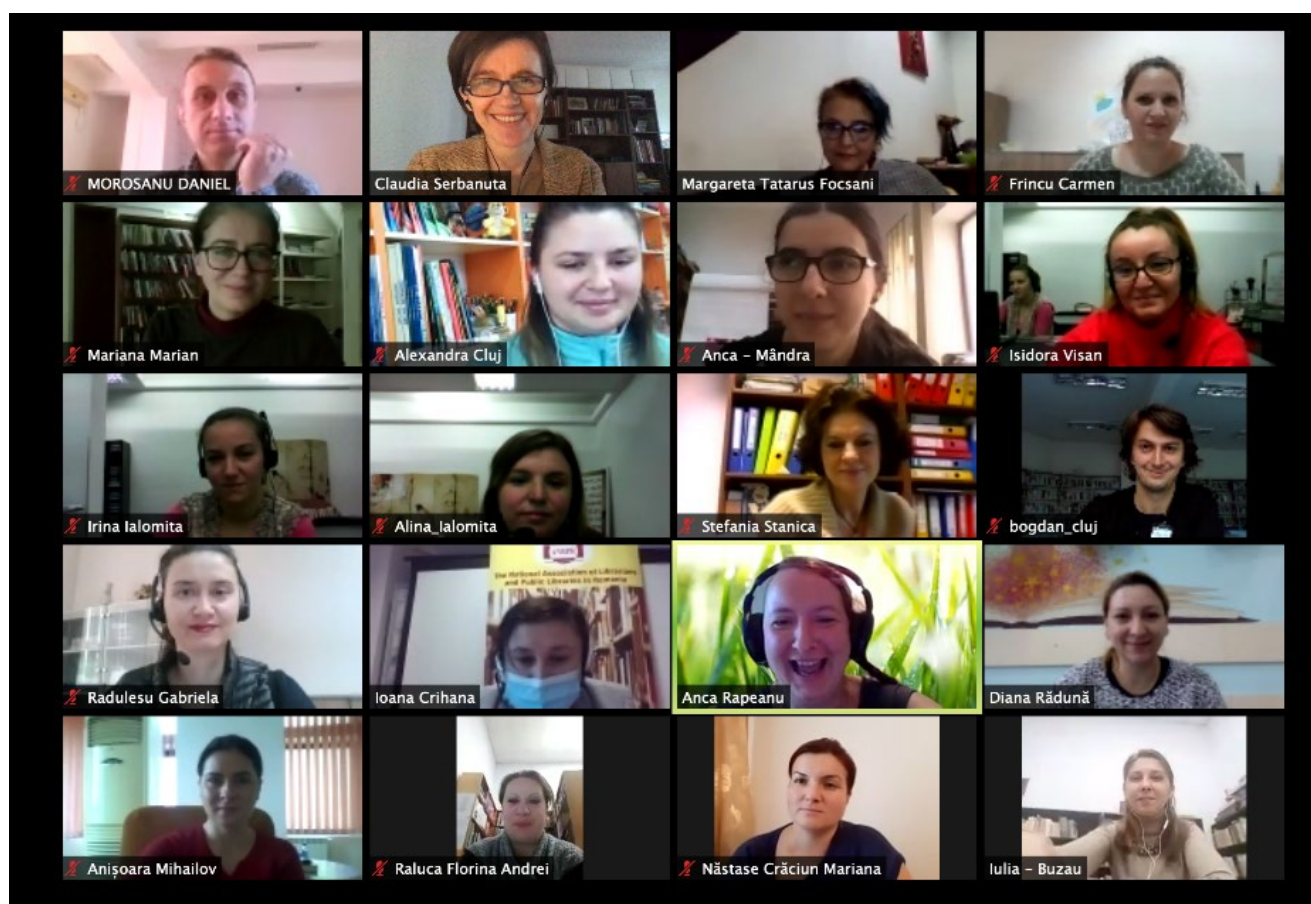 MOROSANU DANIEL
Claudia Serbanuta
Margareta Tatarus Focsani
Frincu Carmen
Mariana Marian
Alexandra Cluj
Anca – Mândra
Isidora Visan
Irina Ialomita
Alina_Ialomita
Stefania Stanica
bogdan_cluj
Radulesu Gabriela
the National Association of Librarians
and Public Libraries in Romania
Ioana Crihana
Anca Rapeanu
Diana Rădună
Anișoara Mihailov
Raluca Florina Andrei
Năstase Crăciun Mariana
Iulia – Buzau